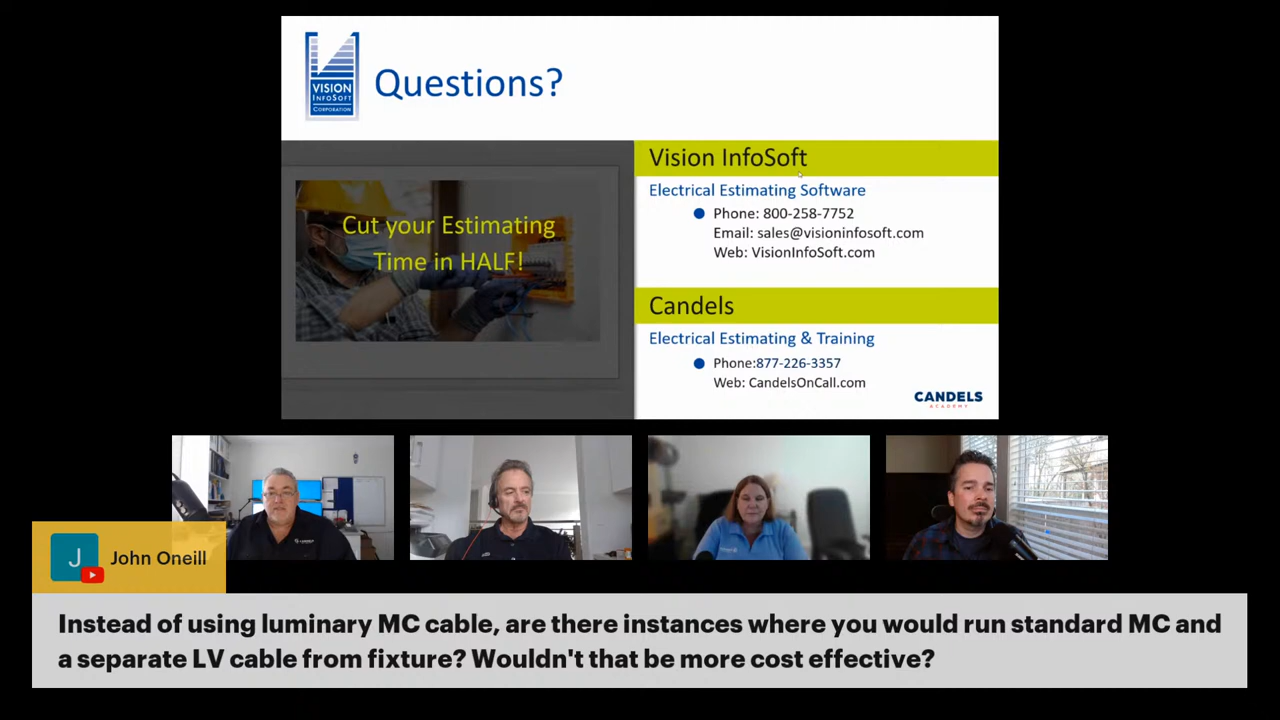 VISION
INFOSOFT
CORPORATION
Questions?
Cut your Estimating
Time in HALF!
Vision InfoSoft
Electrical Estimating Software
Phone: 800-258-7752
Email: sales@visioninfosoft.com
Web: VisionInfoSoft.com
Candels
Electrical Estimating & Training
Phone:877-226-3357
Web: CandelsOnCall.com
CANDELS
ACADEMY
J
John Oneill
Instead of using luminary MC cable, are there instances where you would run standard MC and
a separate LV cable from fixture? Wouldn't that be more cost effective?